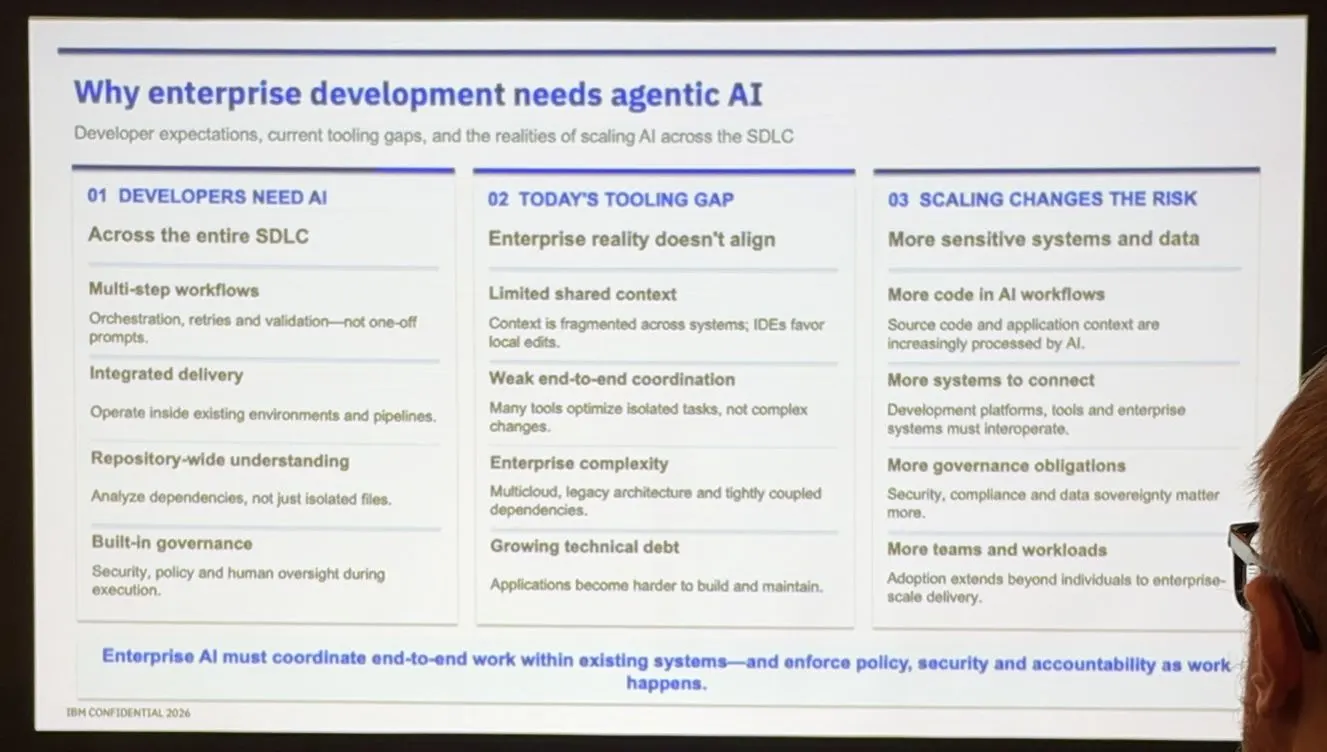 Why enterprise development needs agentic AI
Developer expectations, current tooling gaps, and the realities of scaling AI across the SDLC
01 DEVELOPERS NEED AI
Across the entire SDLC
Multi-step workflows
Orchestration, retries and validation—not one-off
prompts.
Integrated delivery
Operate inside existing environments and pipelines.
Repository-wide understanding
Analyze dependencies, not just isolated files.
Built-in governance
Security, policy and human oversight during
execution.
02 TODAY'S TOOLING GAP
Enterprise reality doesn't align
Limited shared context
Context is fragmented across systems; IDEs favor
local edits.
Weak end-to-end coordination
Many tools optimize isolated tasks, not complex
changes.
Enterprise complexity
Multicloud, legacy architecture and tightly coupled
dependencies.
Growing technical debt
Applications become harder to build and maintain.
03 SCALING CHANGES THE RISK
More sensitive systems and data
More code in AI workflows
Source code and application context are
increasingly processed by AI.
More systems to connect
Development platforms, tools and enterprise
systems must interoperate.
More governance obligations
Security, compliance and data sovereignty matter
more.
More teams and workloads
Adoption extends beyond individuals to enterprise-
scale delivery.
Enterprise AI must coordinate end-to-end work within existing systems—and enforce policy, security and accountability as work
happens.
IBM CONFIDENTIAL 2026